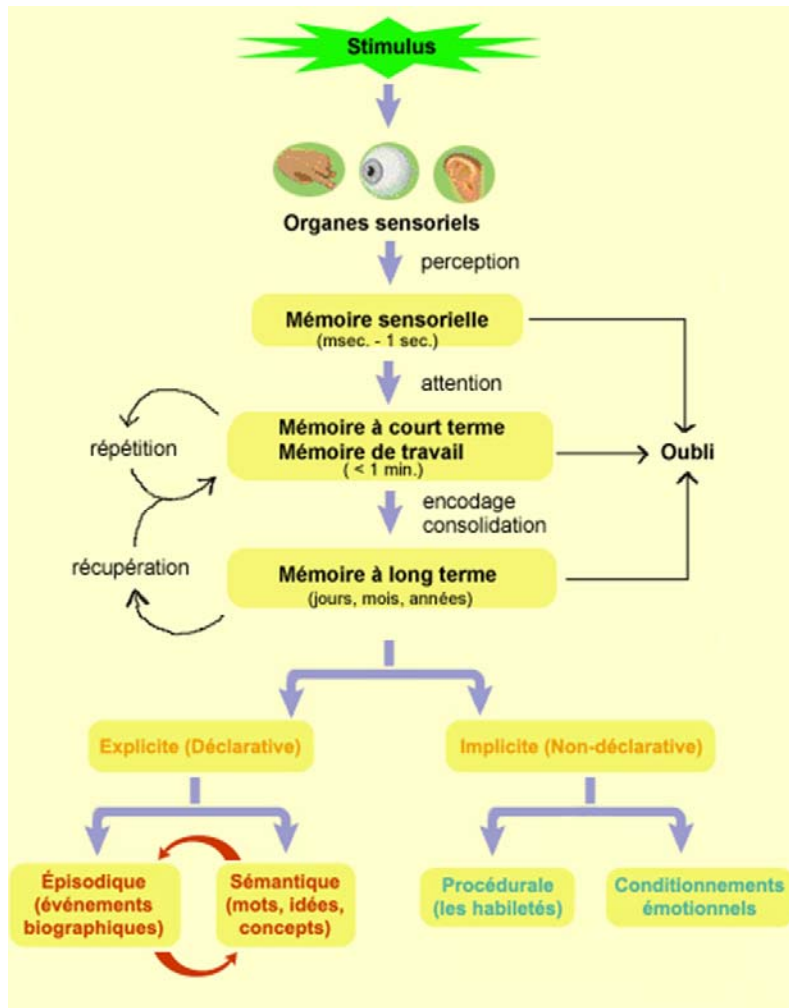 Stimulus
Organes sensoriels
perception
Mémoire sensorielle
(msec. - 1 sec.)
attention
répétition
Mémoire à court terme
Mémoire de travail
( < 1 min.)
Oubli
encodage
consolidation
récupération
Mémoire à long terme
(jours, mois, années)
Explicite (Déclarative)
Implicite (Non-déclarative)
Épisodique
(événements
biographiques)
Sémantique
(mots, idées,
concepts)
Procédurale
(les habiletés)
Conditionnements
émotionnels